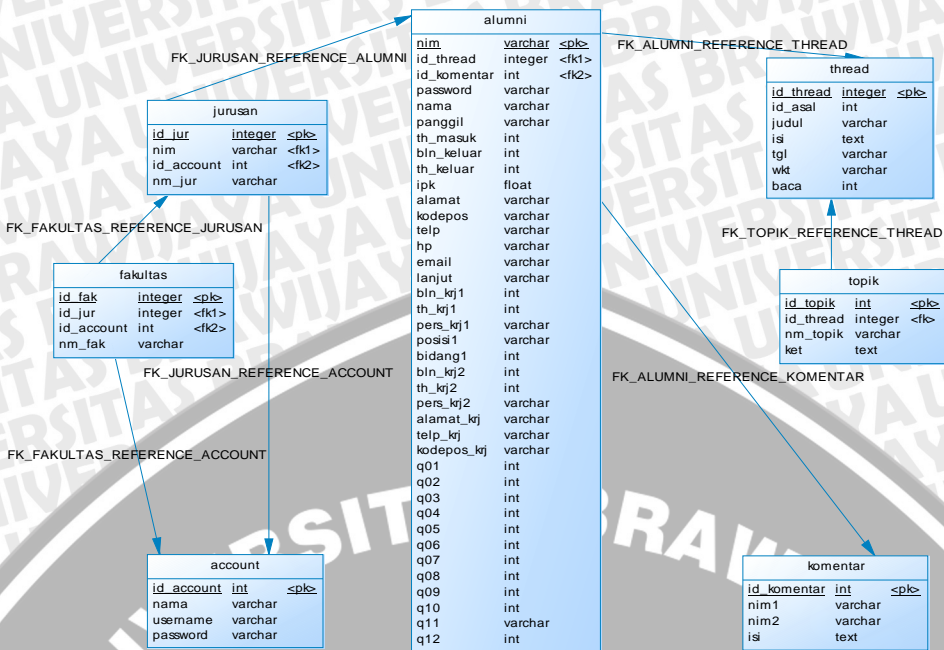 alumni
nim varchar <pk>
id_thread integer <fk1>
id_komentar int <fk2>
password varchar
nama varchar
panggil varchar
th_masuk int
bln_keluar int
th_keluar int
ipk float
alamat varchar
kodepos varchar
telp varchar
hp varchar
email varchar
lanjut varchar
bln_krj1 int
th_krj1 int
pers_krj1 varchar
posisi1 varchar
bidang1 int
bln_krj2 int
th_krj2 int
pers_krj2 varchar
alamat_krj varchar
telp_krj varchar
kodepos_krj varchar
q01 int
q02 int
q03 int
q04 int
q05 int
q06 int
q07 int
q08 int
q09 int
q10 int
q11 varchar
q12 int
FK_JURUSAN_REFERENCE_ALUMNI
FK_ALUMNI_REFERENCE_THREAD
thread
id_thread integer <pk>
id_asal int
judul varchar
isi text
tgl varchar
wkt varchar
baca int
jurusan
id_jur integer <pk>
nim varchar <fk1>
id_account int <fk2>
nm_jur varchar
FK_FAKULTAS_REFERENCE_JURUSAN
FK_TOPIK_REFERENCE_THREAD
fakultas
id_fak integer <pk>
id_jur integer <fk1>
id_account int <fk2>
nm_fak varchar
topik
id_topik int <pk>
id_thread integer <fk>
nm_topik varchar
ket text
FK_JURUSAN_REFERENCE_ACCOUNT
FK_ALUMNI_REFERENCE_KOMENTAR
FK_FAKULTAS_REFERENCE_ACCOUNT
account
id_account int <pk>
nama varchar
username varchar
password varchar
komentar
id_komentar int <pk>
nim1 varchar
nim2 varchar
isi text